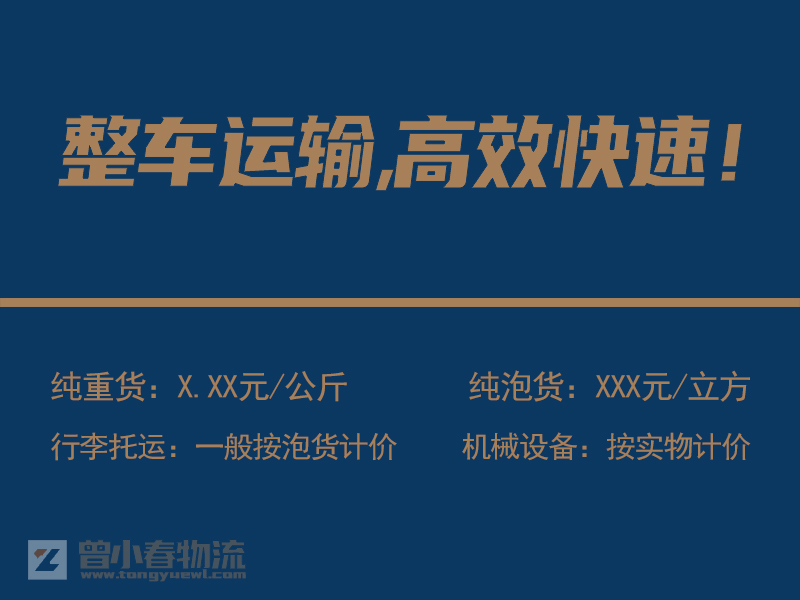 整车运输,高效快速！
纯重货：X.XX元/公斤
纯泡货：XXX元/立方
行李托运：一般按泡货计价
机械设备：按实物计价
曾小春物流
www.tongyuewl.com